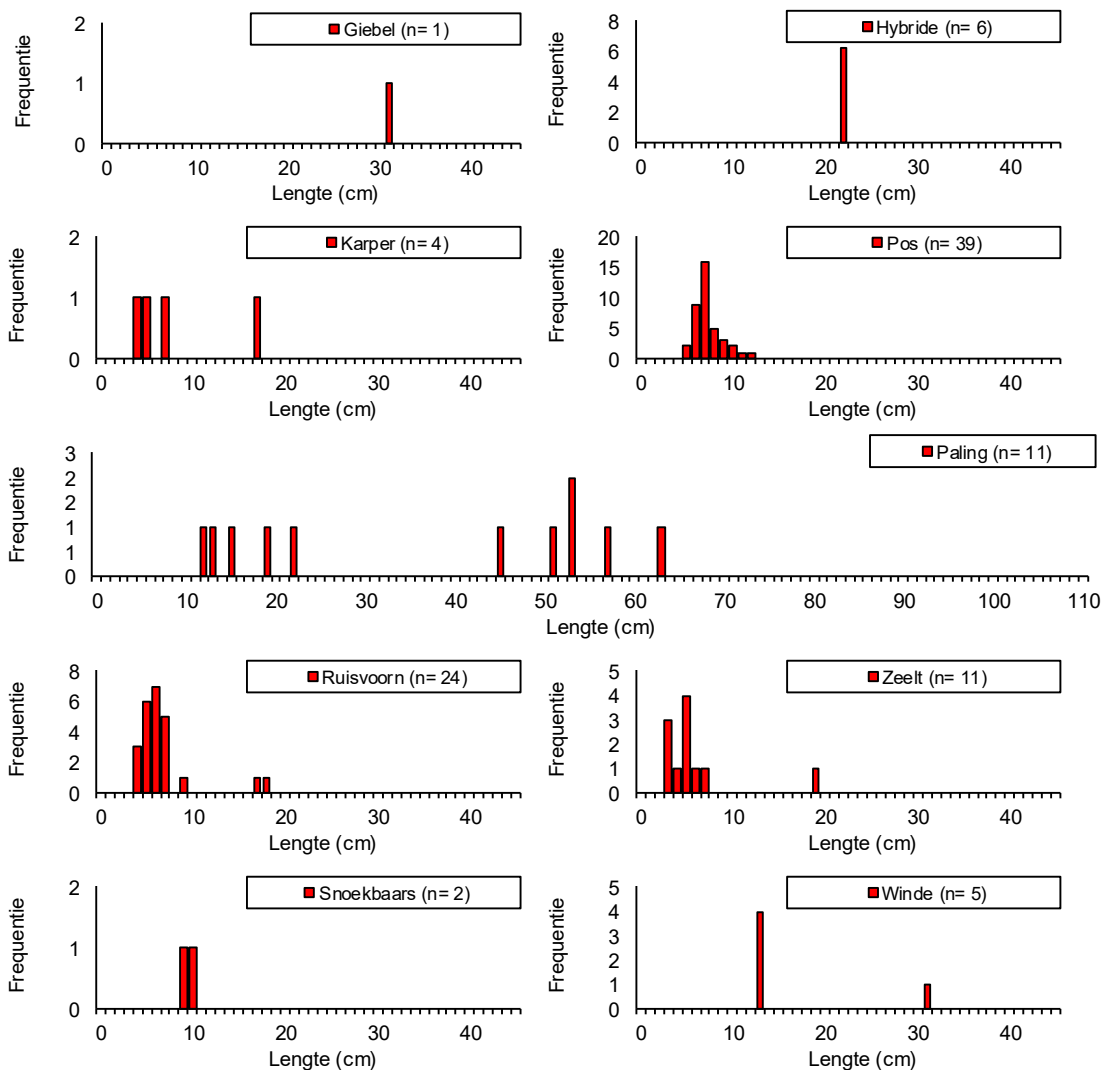 Giebel (n= 1)
Frequentie
2
1
0
0 10 20 30 40
Lengte (cm)
Hybride (n= 6)
Frequentie
8
6
4
2
0
0 10 20 30 40
Lengte (cm)
Karper (n= 4)
Frequentie
2
1
0
0 10 20 30 40
Lengte (cm)
Pos (n= 39)
Frequentie
20
15
10
5
0
0 10 20 30 40
Lengte (cm)
Paling (n= 11)
Frequentie
3
2
2
1
1
0
0 10 20 30 40 50 60 70 80 90 100 110
Lengte (cm)
Ruisvoorn (n= 24)
Frequentie
8
6
4
2
0
0 10 20 30 40
Lengte (cm)
Zeelt (n= 11)
Frequentie
5
4
3
2
1
0
0 10 20 30 40
Lengte (cm)
Snoekbaars (n= 2)
Frequentie
2
1
0
0 10 20 30 40
Lengte (cm)
Winde (n= 5)
Frequentie
5
4
3
2
1
0
0 10 20 30 40
Lengte (cm)